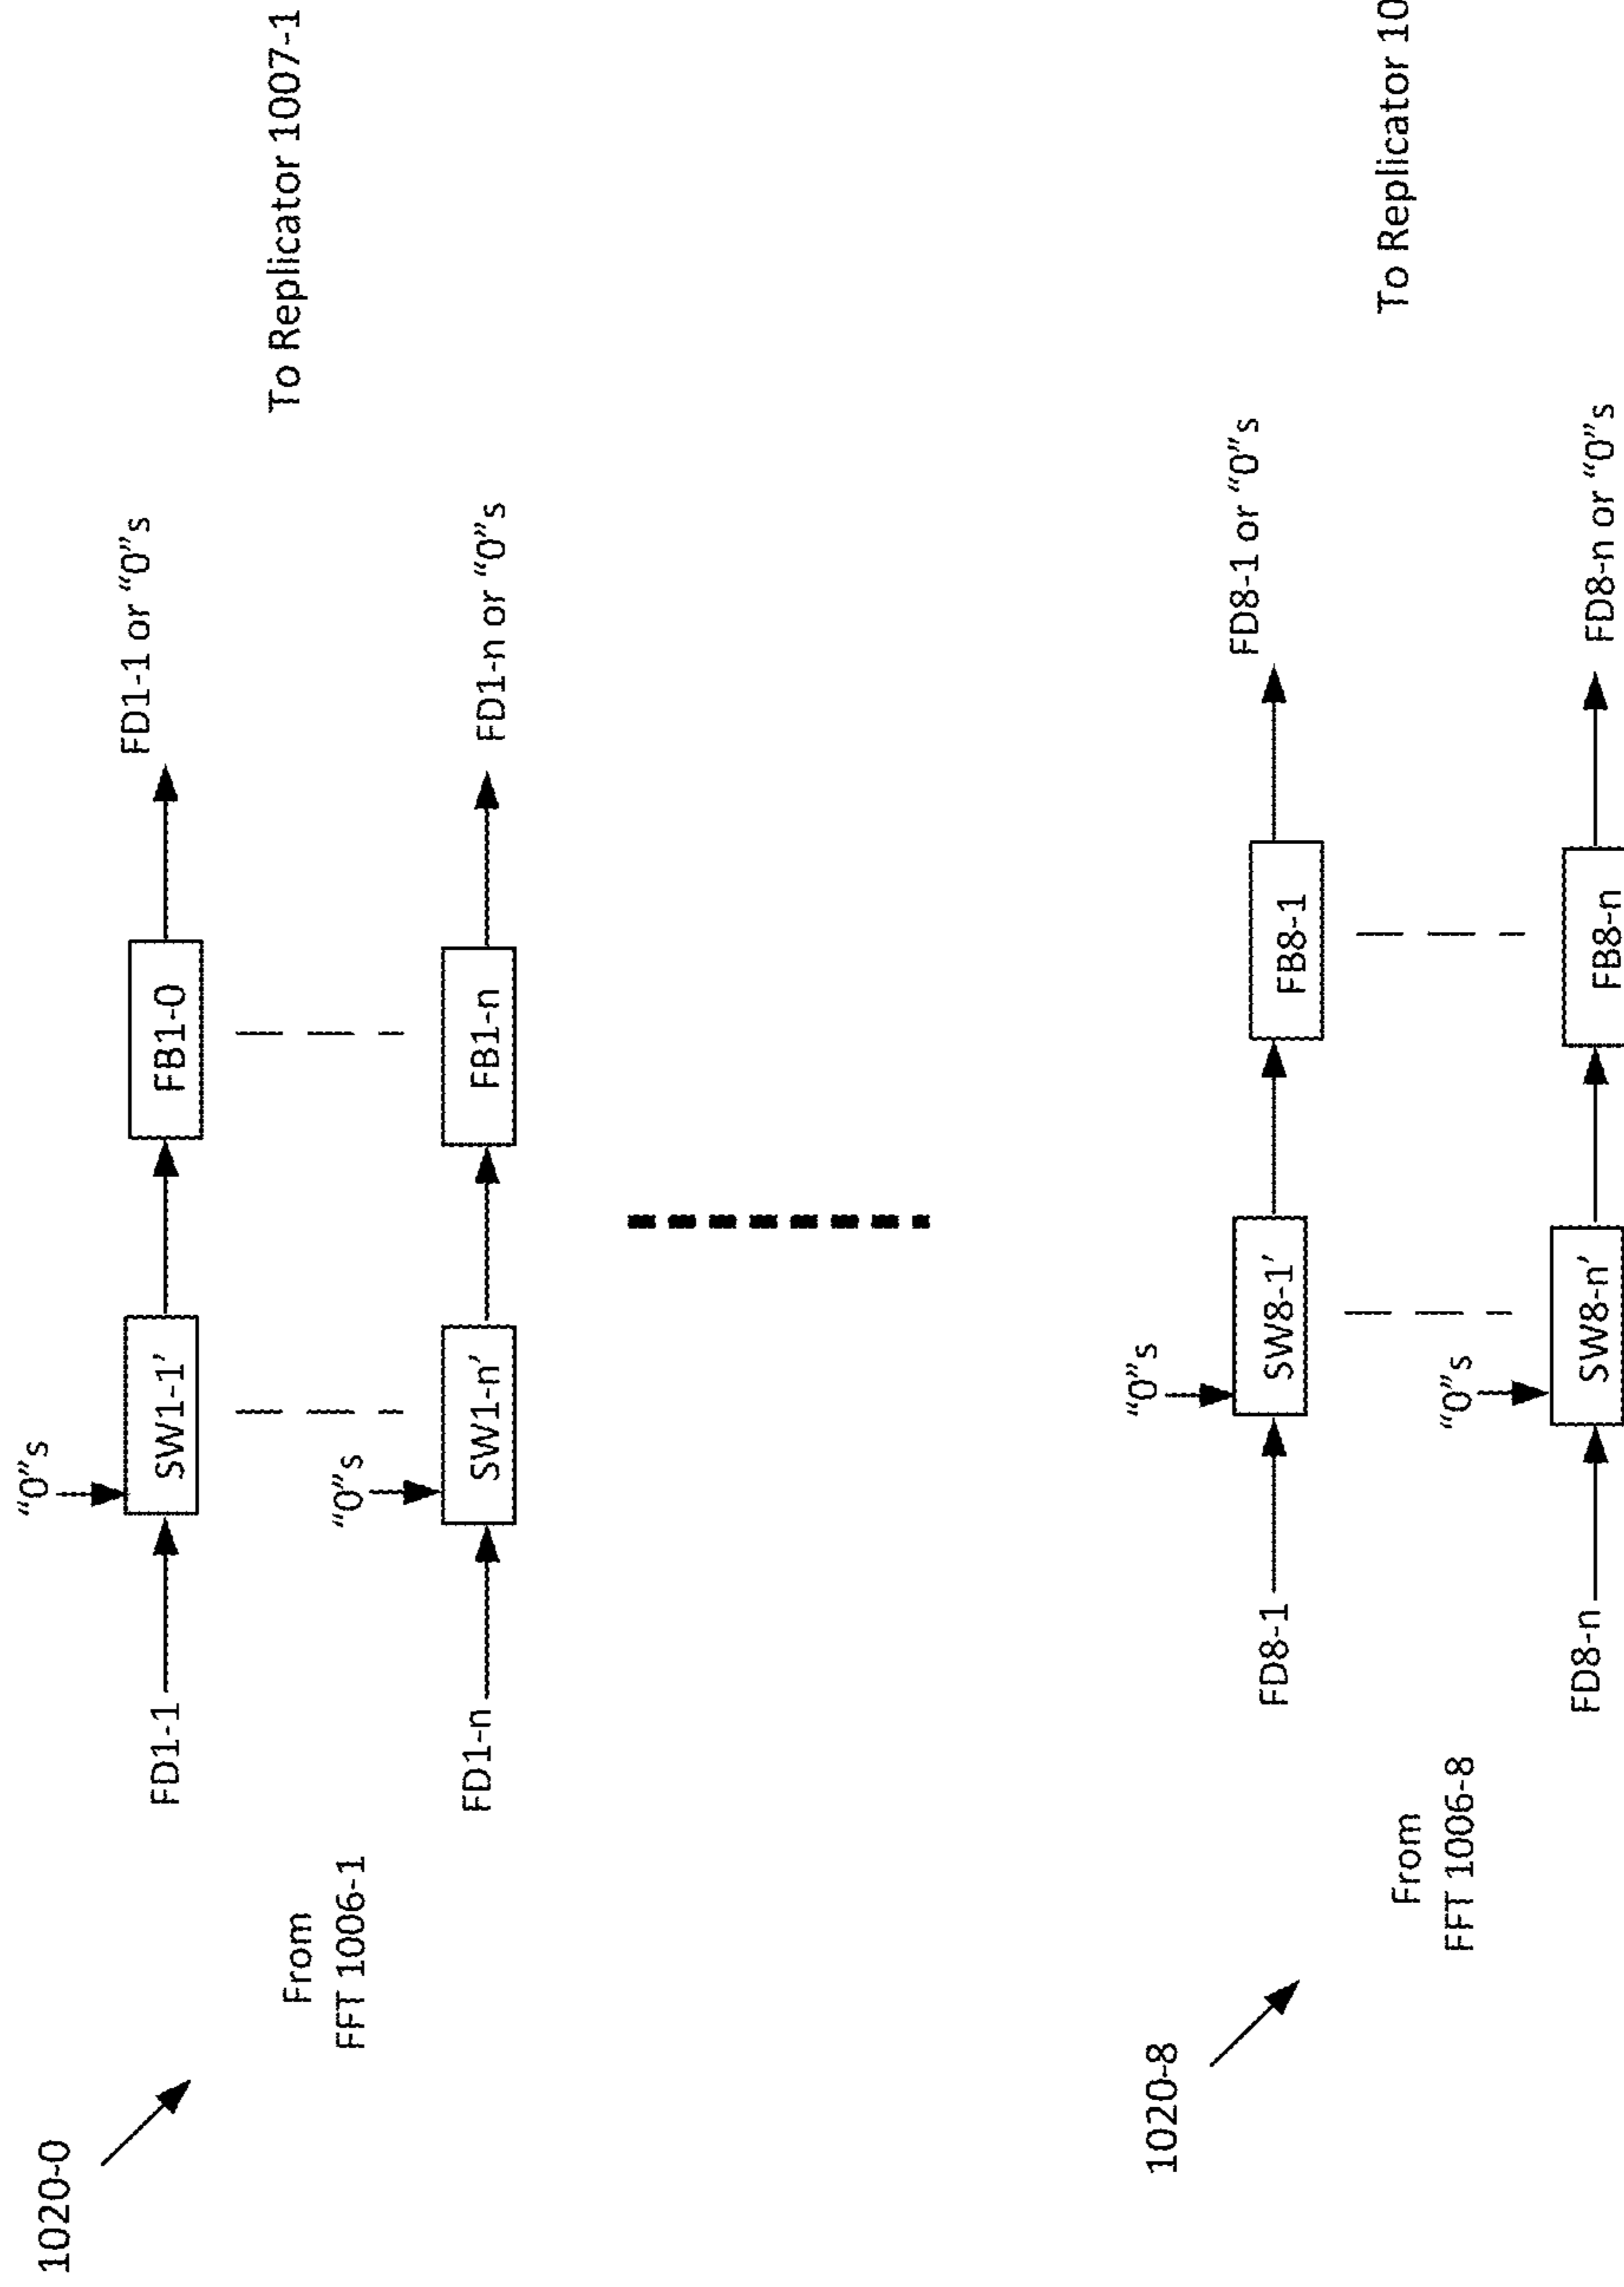 1020-0
From
FFT 1006-1
FD1-1
"0"s
SW1-1'
FB1-0
FD1-1 or "0"s
FD1-n
"0"s
SW1-n'
FB1-n
FD1-n or "0"s
To Replicator 1007-1
1020-8
From
FFT 1006-8
FD8-1
"0"s
SW8-1'
FB8-1
FD8-1 or "0"s
FD8-n
"0"s
SW8-n'
FB8-n
FD8-n or "0"s
To Replicator 10